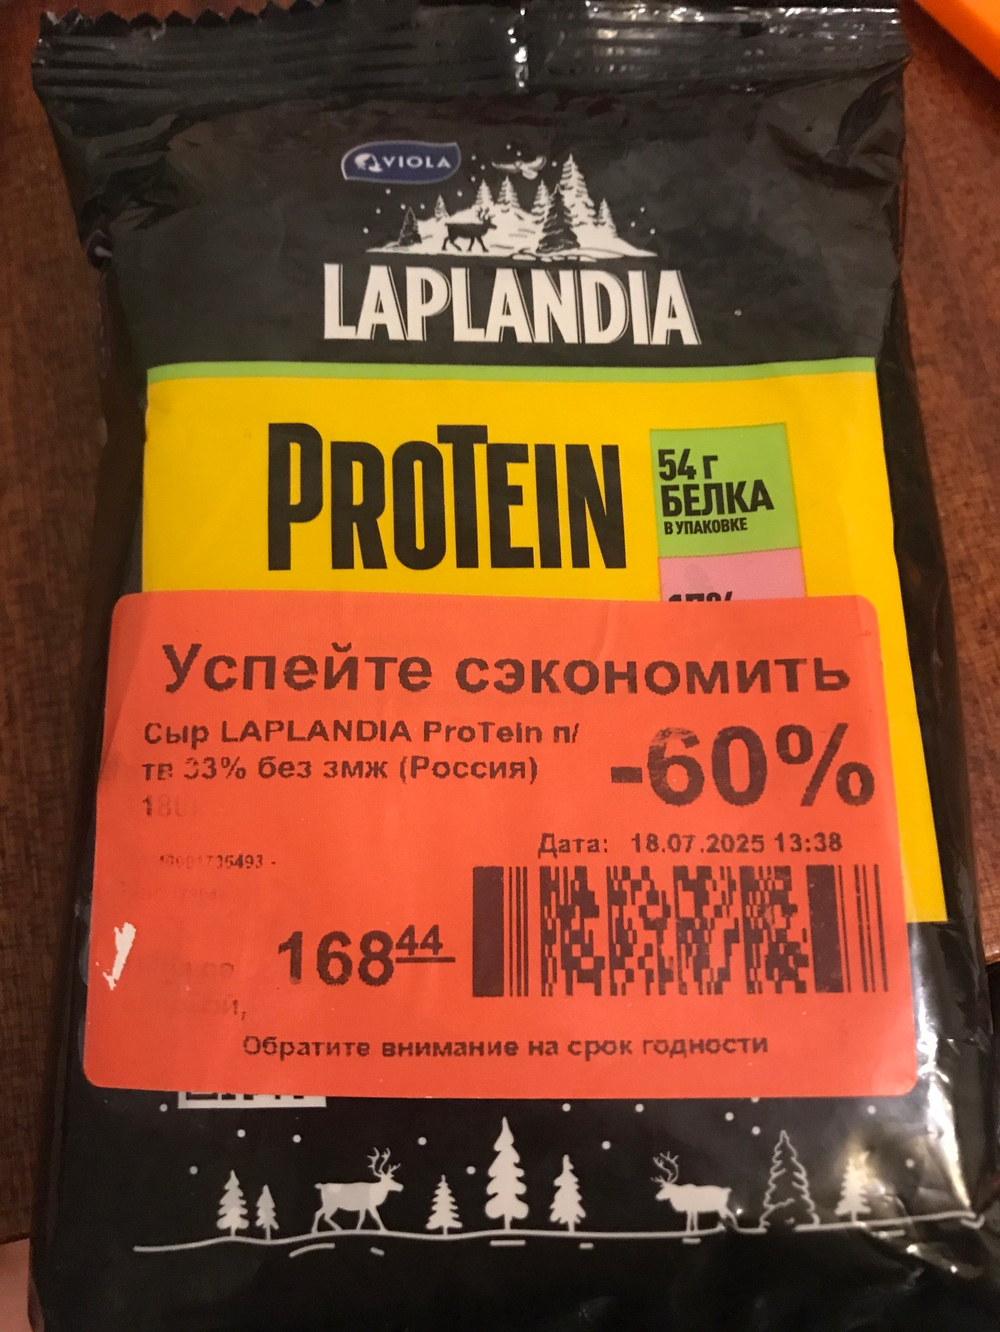 VIOLA
LAPLANDIA
PROTEIN
54 г
БЕЛКА
В УПАКОВКЕ
Успейте сэкономить
Сыр LAPLANDIA ProTein п/
тв 33% без змж (Россия)
-60%
Дата: 18.07.2025 13:38
168 44
Обратите внимание на срок годности